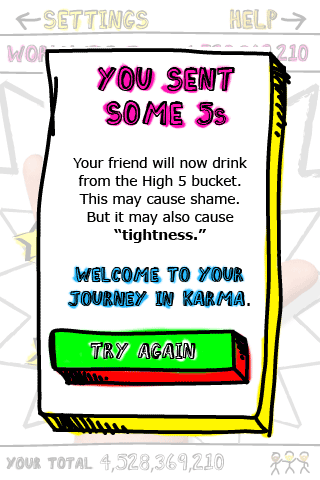 SETTINGS HELP
YOU SENT
SOME 5s
Your friend will now drink
from the High 5 bucket.
This may cause shame.
But it may also cause
“tightness.”
WELCOME TO YOUR
JOURNEY IN KARMA.
TRY AGAIN
YOUR TOTAL 4,528,369,210